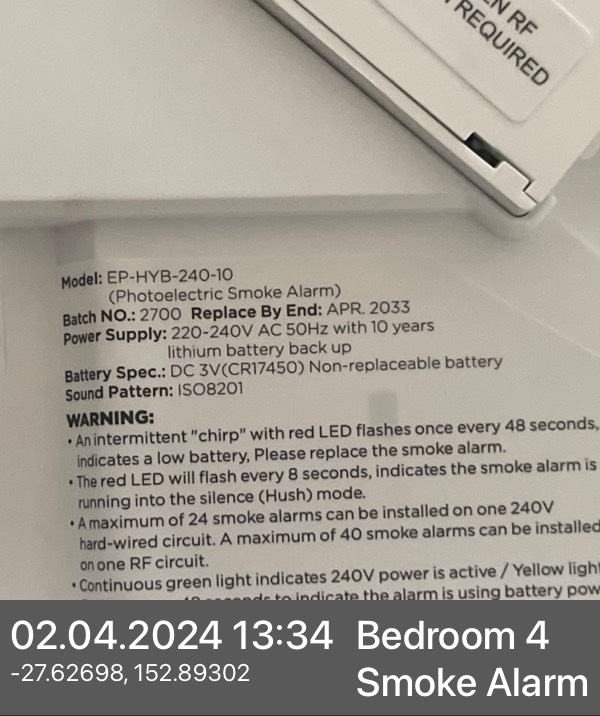 EN RF
REQUIRED
Model: EP-HYB-240-10
(Photoelectric Smoke Alarm)
Batch NO.: 2700 Replace By End: APR. 2033
Power Supply: 220-240V AC 50Hz with 10 years
lithium battery back up
Battery Spec.: DC 3V(CR17450) Non-replaceable battery
Sound Pattern: ISO8201
WARNING:
• An intermittent "chirp" with red LED flashes once every 48 seconds,
indicates a low battery, Please replace the smoke alarm.
• The red LED will flash every 8 seconds, indicates the smoke alarm is
running into the silence (Hush) mode.
• A maximum of 24 smoke alarms can be installed on one 240V
hard-wired circuit. A maximum of 40 smoke alarms can be installed
on one RF circuit.
• Continuous green light indicates 240V power is active / Yellow light
to indicate the alarm is using battery pow
02.04.2024 13:34
-27.62698, 152.89302
Bedroom 4
Smoke Alarm